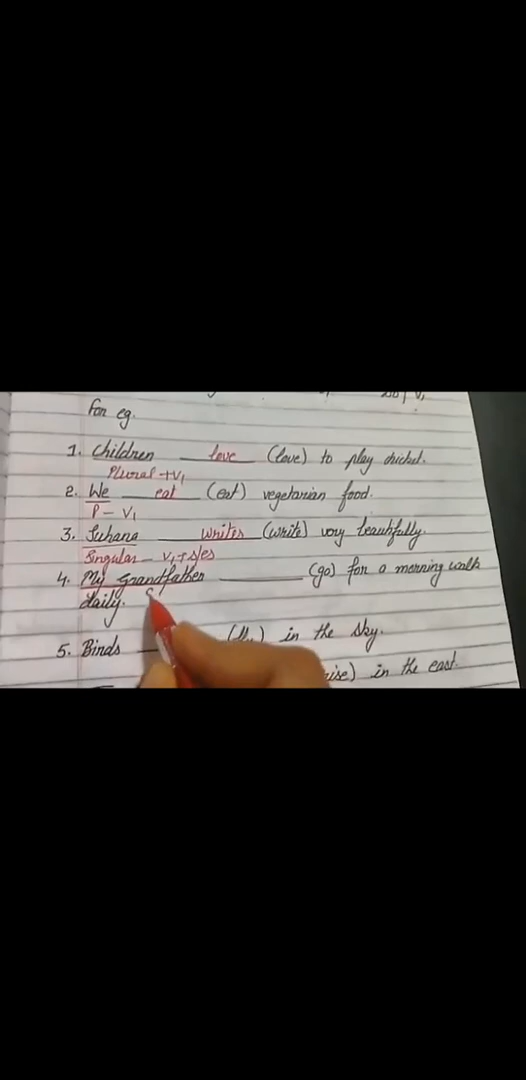 For eg.
1. Children love (love) to play cricket.
Plural + V1
2. We eat (eat) vegetarian food.
P - V1
3. Suhana writes (write) very beautifully.
Singular - V1 + s/es
4. My Grandfather ______ (go) for a morning walk
daily. S
5. Birds in the sky.
rise) in the east.